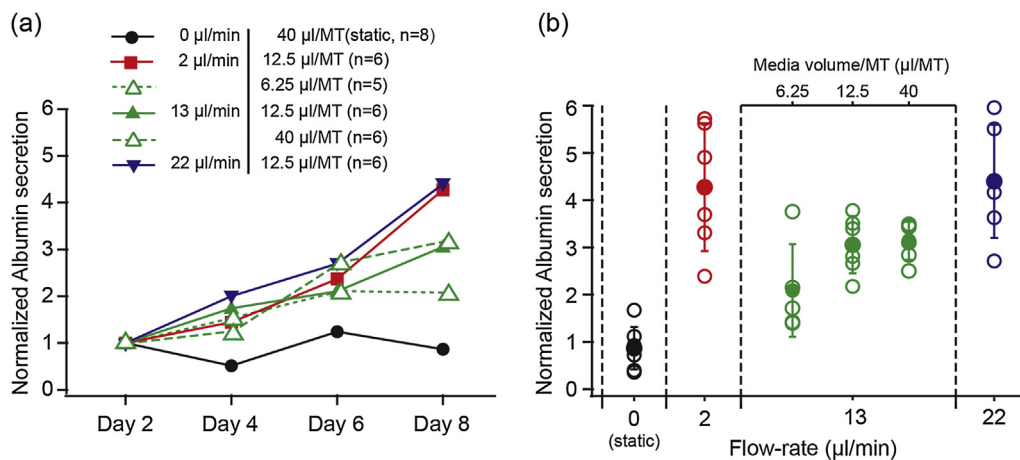 (a)
0 µl/min 40 µl/MT(static, n=8)
2 µl/min 12.5 µl/MT (n=6)
6.25 µl/MT (n=5)
13 µl/min 12.5 µl/MT (n=6)
40 µl/MT (n=6)
22 µl/min 12.5 µl/MT (n=6)
Normalized Albumin secretion
6
5
4
3
2
1
0
Day 2 Day 4 Day 6 Day 8
(b)
Media volume/MT (µl/MT)
6.25 12.5 40
Normalized Albumin secretion
6
5
4
3
2
1
0
0 2 13 22
(static)
Flow-rate (µl/min)